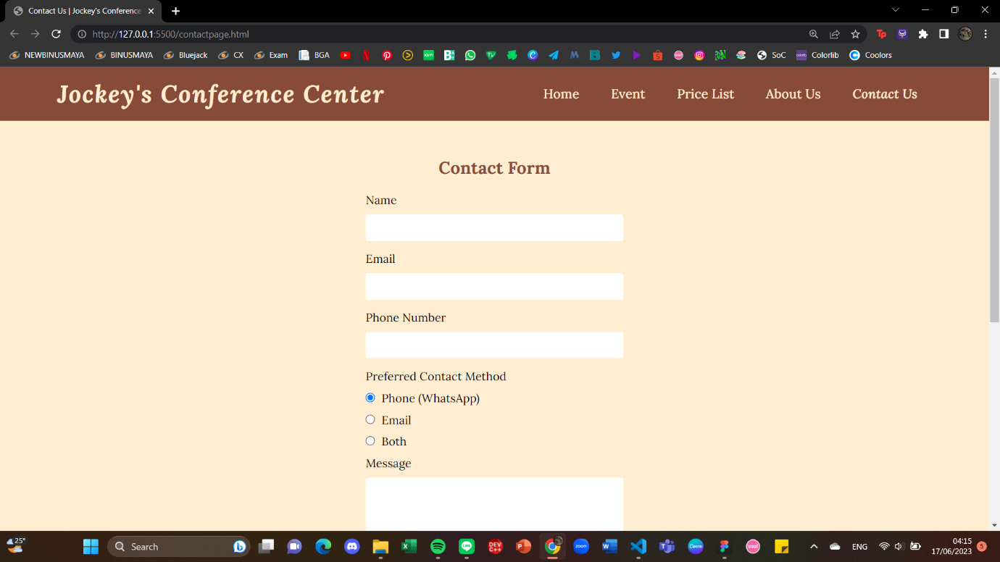 Contact Us | Jockey's Conference
http://127.0.0.1:5500/contactpage.html
NEWBINUSMAYA BINUSMAYA Bluejack CX Exam BGA SoC Colorlib Coolors
Jockey's Conference Center Home Event Price List About Us Contact Us
Contact Form
Name
Email
Phone Number
Preferred Contact Method
Phone (WhatsApp)
Email
Both
Message
25° Search ENG 04:15
17/06/2023 5